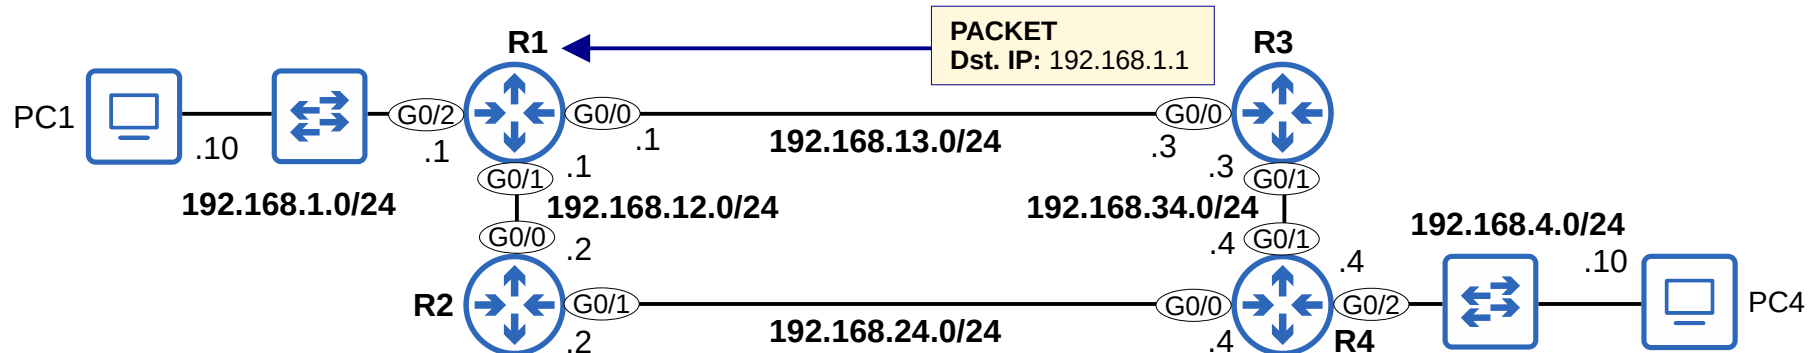 PACKET
Dst. IP: 192.168.1.1
R1
R3
PC1
G0/2
G0/0
G0/0
.10
.1
.1
192.168.13.0/24
.3
.1
.3
G0/1
G0/1
192.168.1.0/24
192.168.12.0/24
192.168.34.0/24
192.168.4.0/24
G0/0
.2
.4
G0/1
.4
.10
R2
G0/1
G0/0
G0/2
PC4
192.168.24.0/24
.2
.4
R4